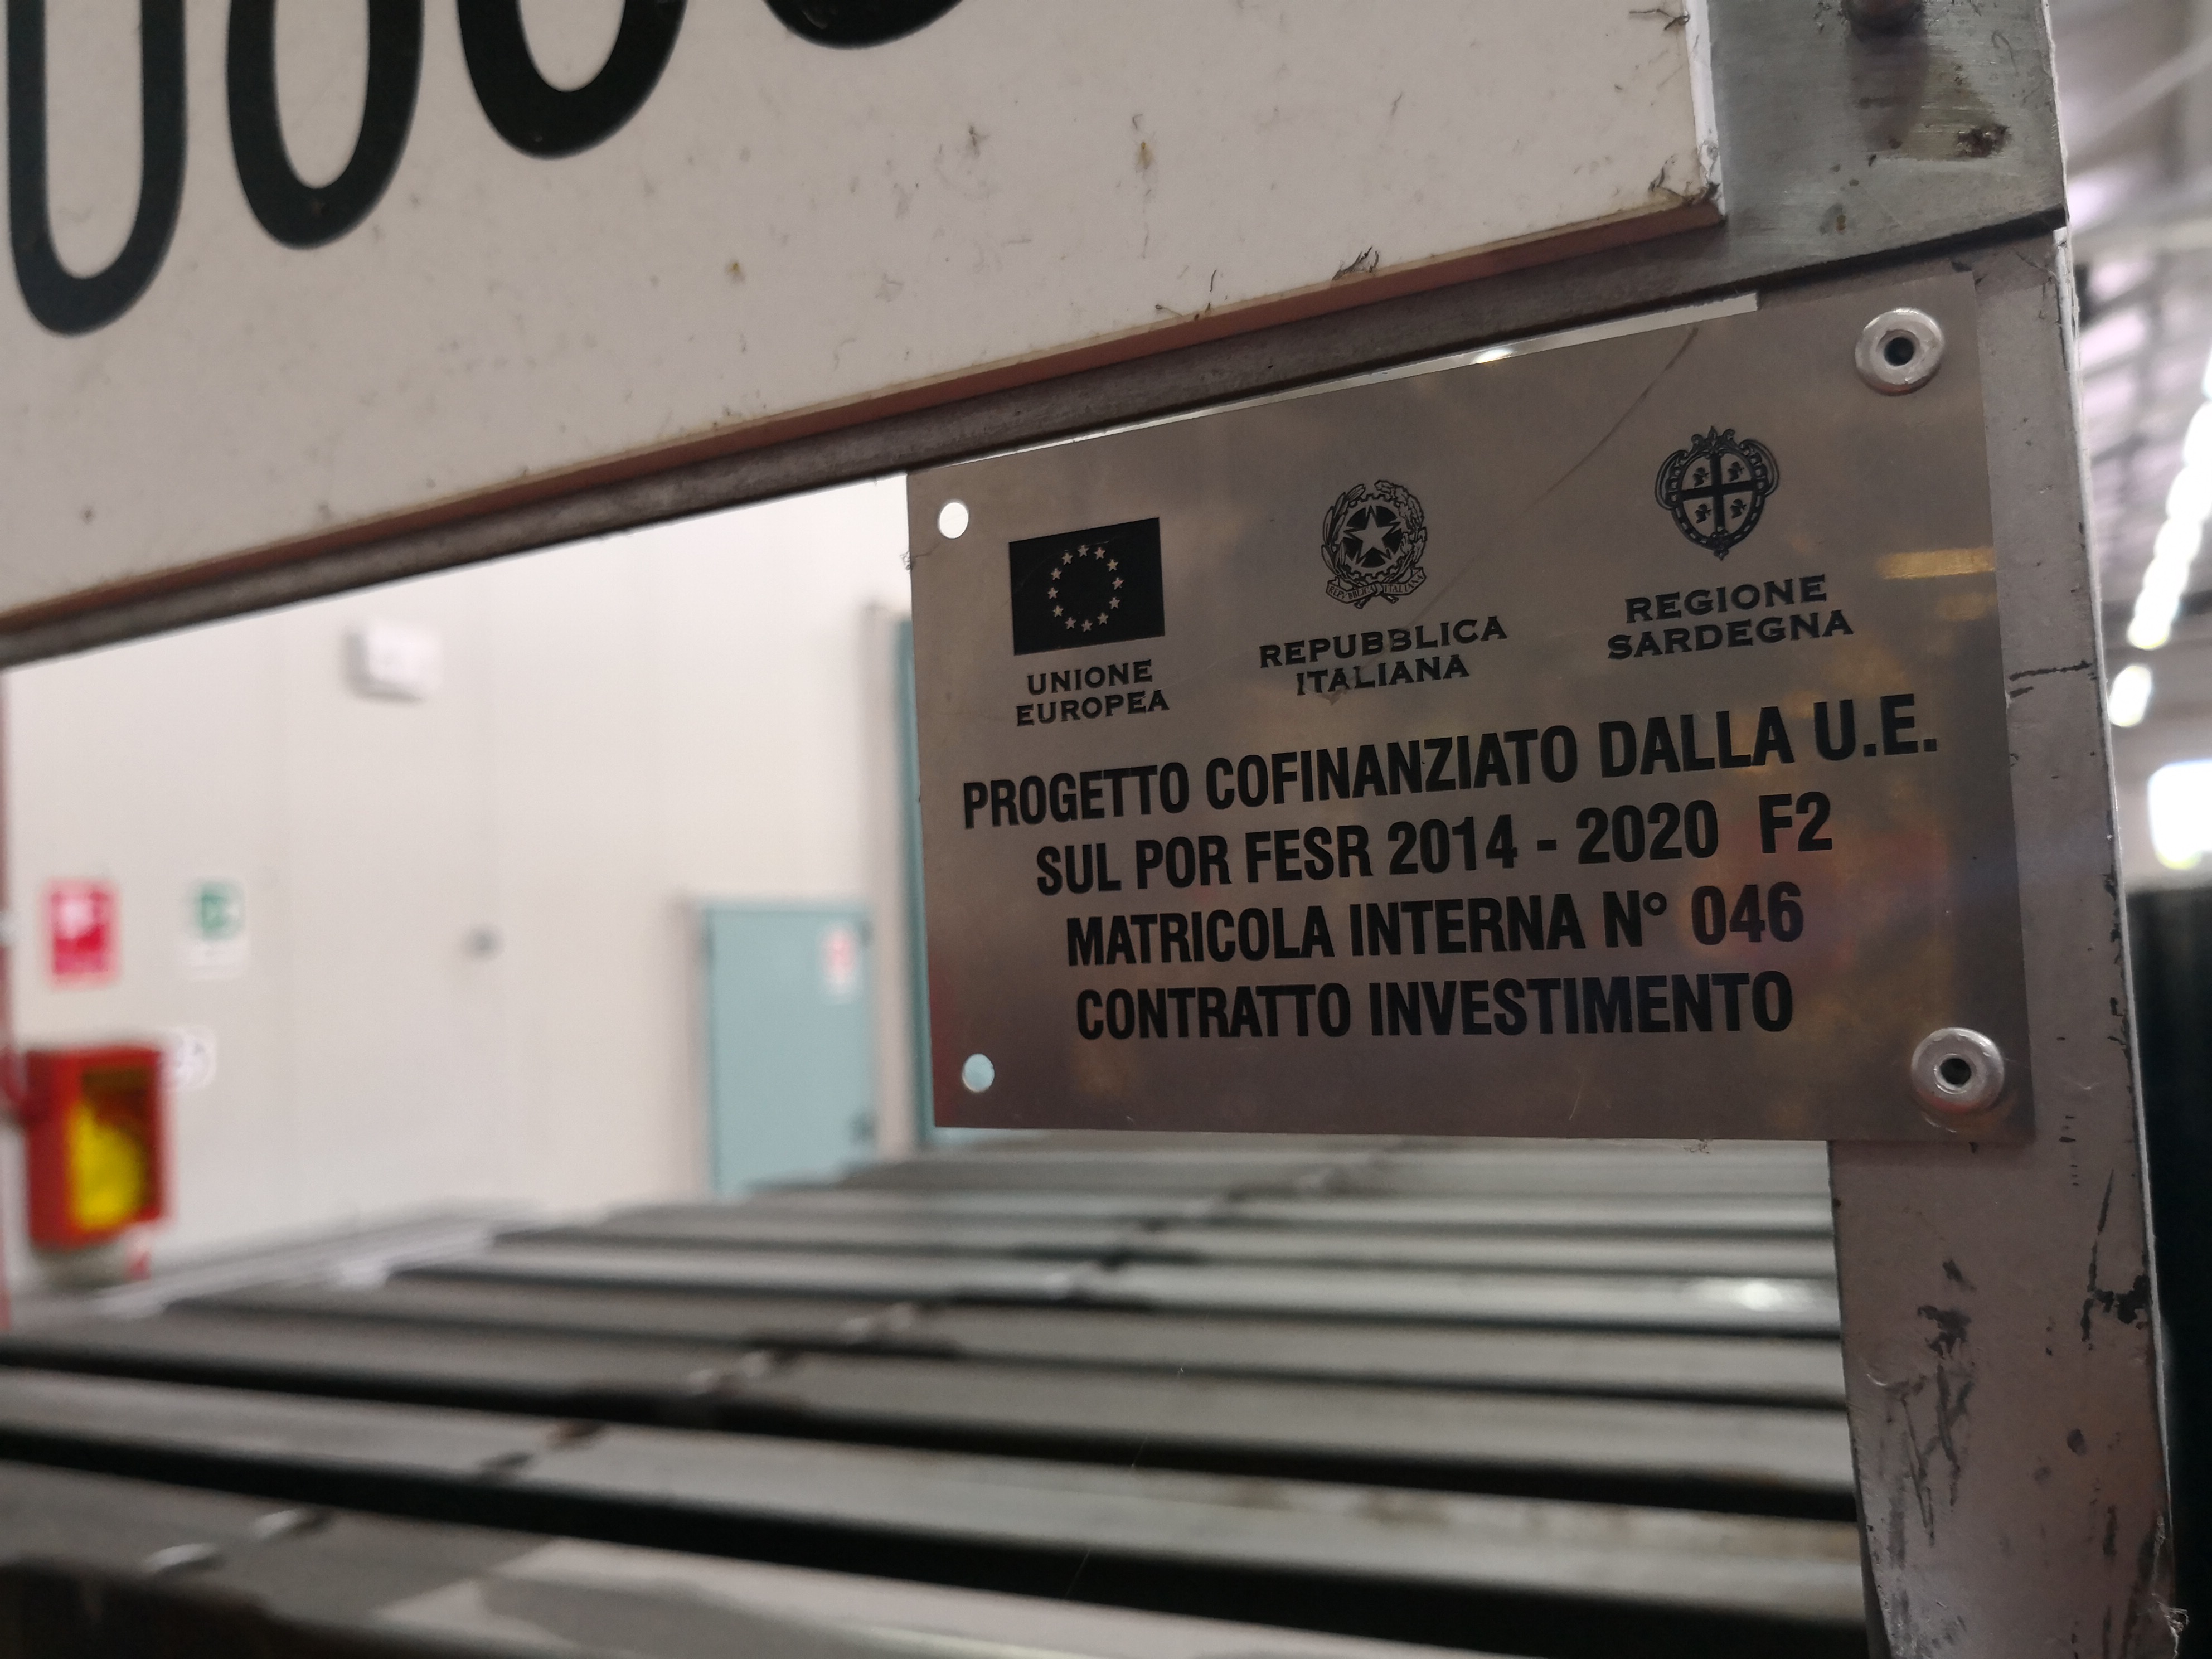 UNIONE
EUROPEA
REPUBBLICA
ITALIANA
REGIONE
SARDEGNA
PROGETTO COFINANZIATO DALLA U.E.
SUL POR FESR 2014 - 2020 F2
MATRICOLA INTERNA N° 046
CONTRATTO INVESTIMENTO